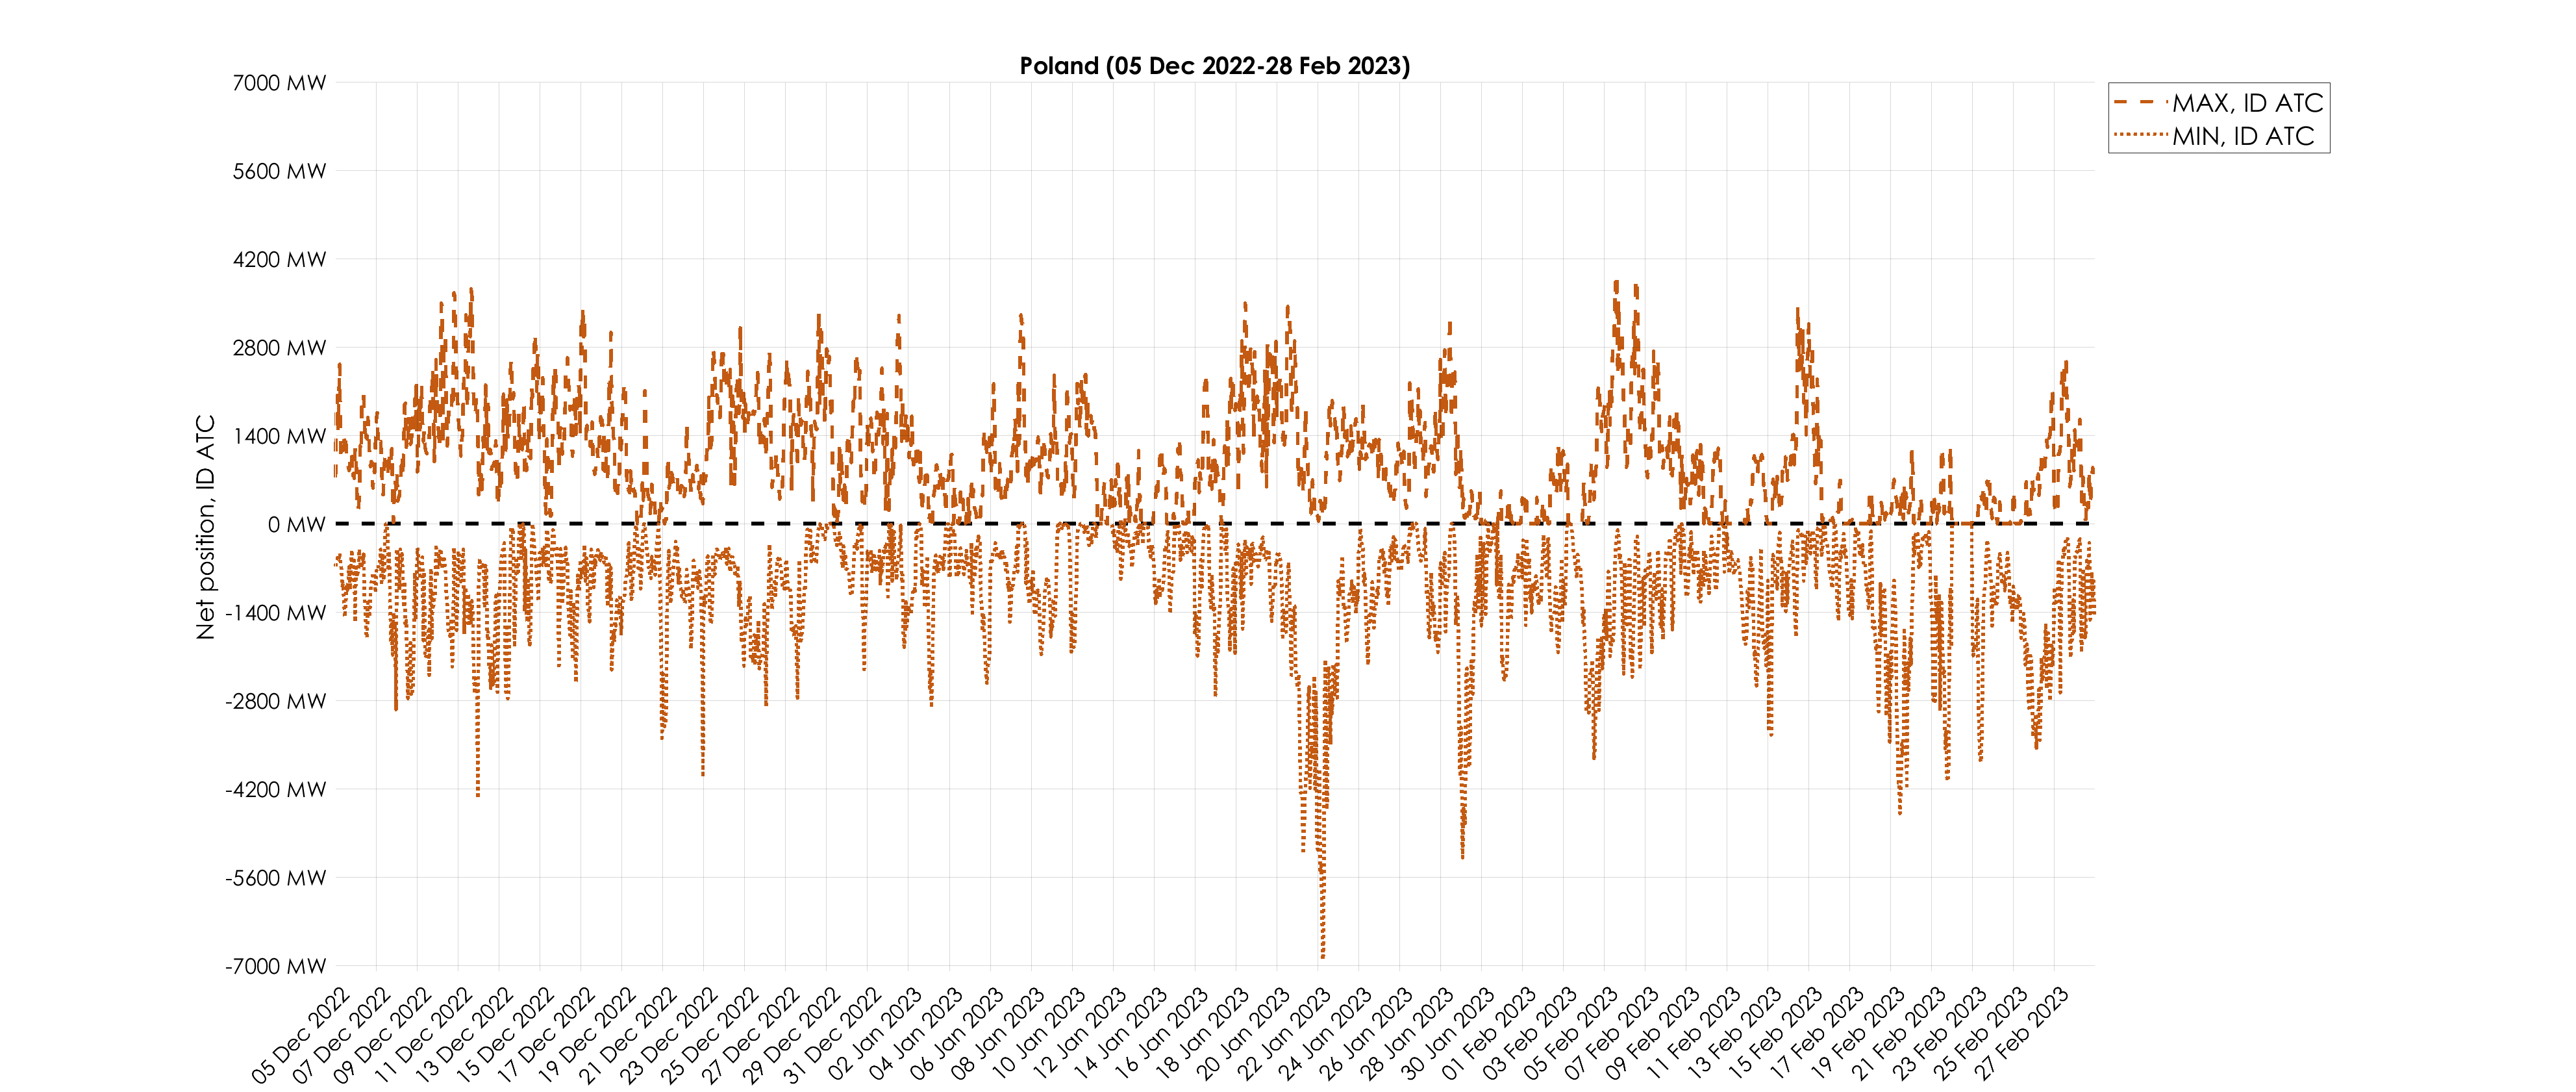 Poland (05 Dec 2022-28 Feb 2023)
7000 MW
5600 MW
4200 MW
2800 MW
1400 MW
0 MW
-1400 MW
-2800 MW
-4200 MW
-5600 MW
-7000 MW
Net position, ID ATC
MAX, ID ATC
MIN, ID ATC
05 Dec 2022
07 Dec 2022
09 Dec 2022
11 Dec 2022
13 Dec 2022
15 Dec 2022
17 Dec 2022
19 Dec 2022
21 Dec 2022
23 Dec 2022
25 Dec 2022
27 Dec 2022
29 Dec 2022
31 Dec 2022
02 Jan 2023
04 Jan 2023
06 Jan 2023
08 Jan 2023
10 Jan 2023
12 Jan 2023
14 Jan 2023
16 Jan 2023
18 Jan 2023
20 Jan 2023
22 Jan 2023
24 Jan 2023
26 Jan 2023
28 Jan 2023
30 Jan 2023
01 Feb 2023
03 Feb 2023
05 Feb 2023
07 Feb 2023
09 Feb 2023
11 Feb 2023
13 Feb 2023
15 Feb 2023
17 Feb 2023
19 Feb 2023
21 Feb 2023
23 Feb 2023
25 Feb 2023
27 Feb 2023